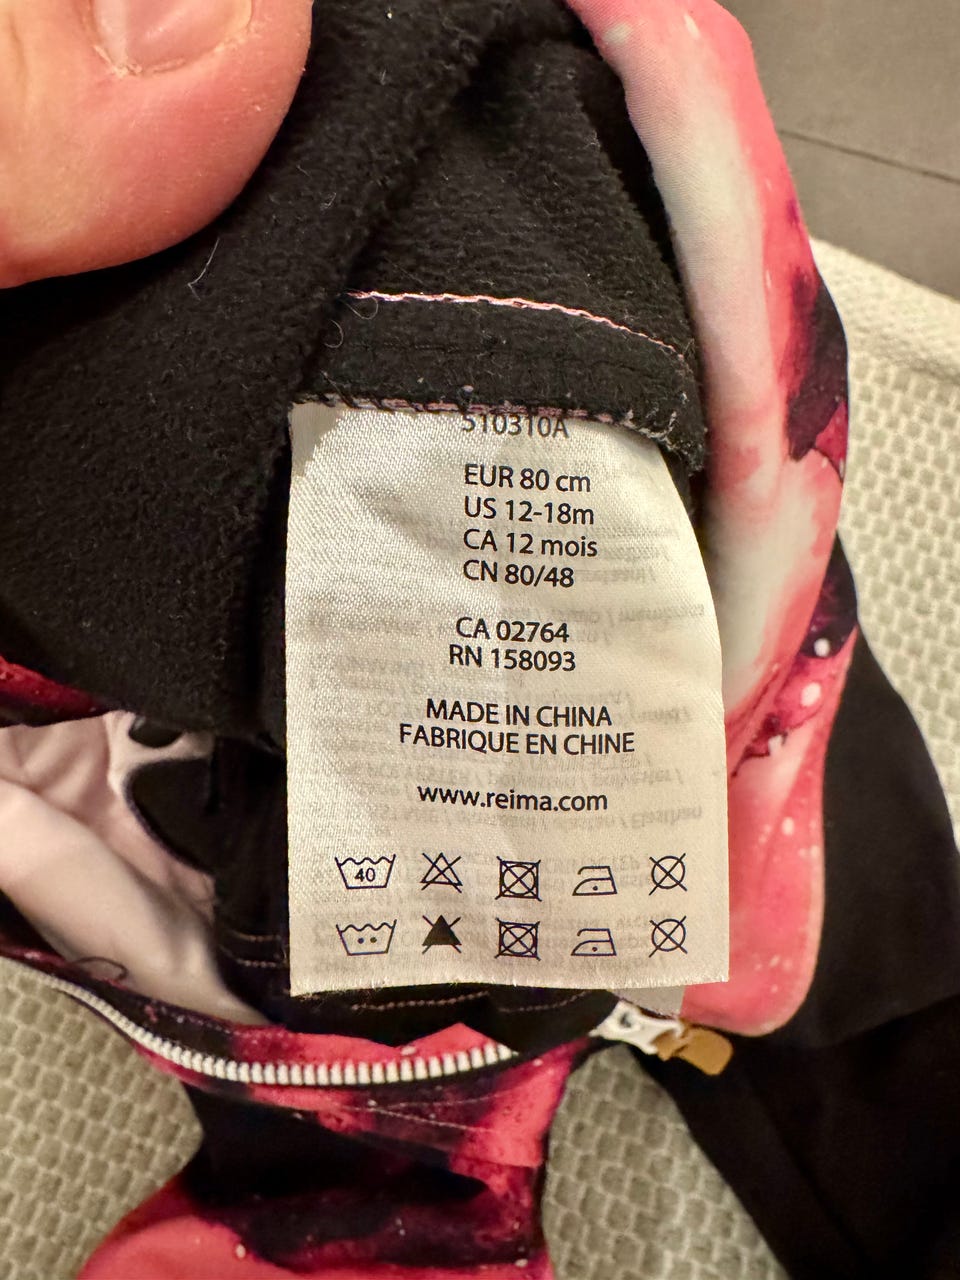 510310A
EUR 80 cm
US 12-18m
CA 12 mois
CN 80/48
CA 02764
RN 158093
MADE IN CHINA
FABRIQUE EN CHINE
www.reima.com
40